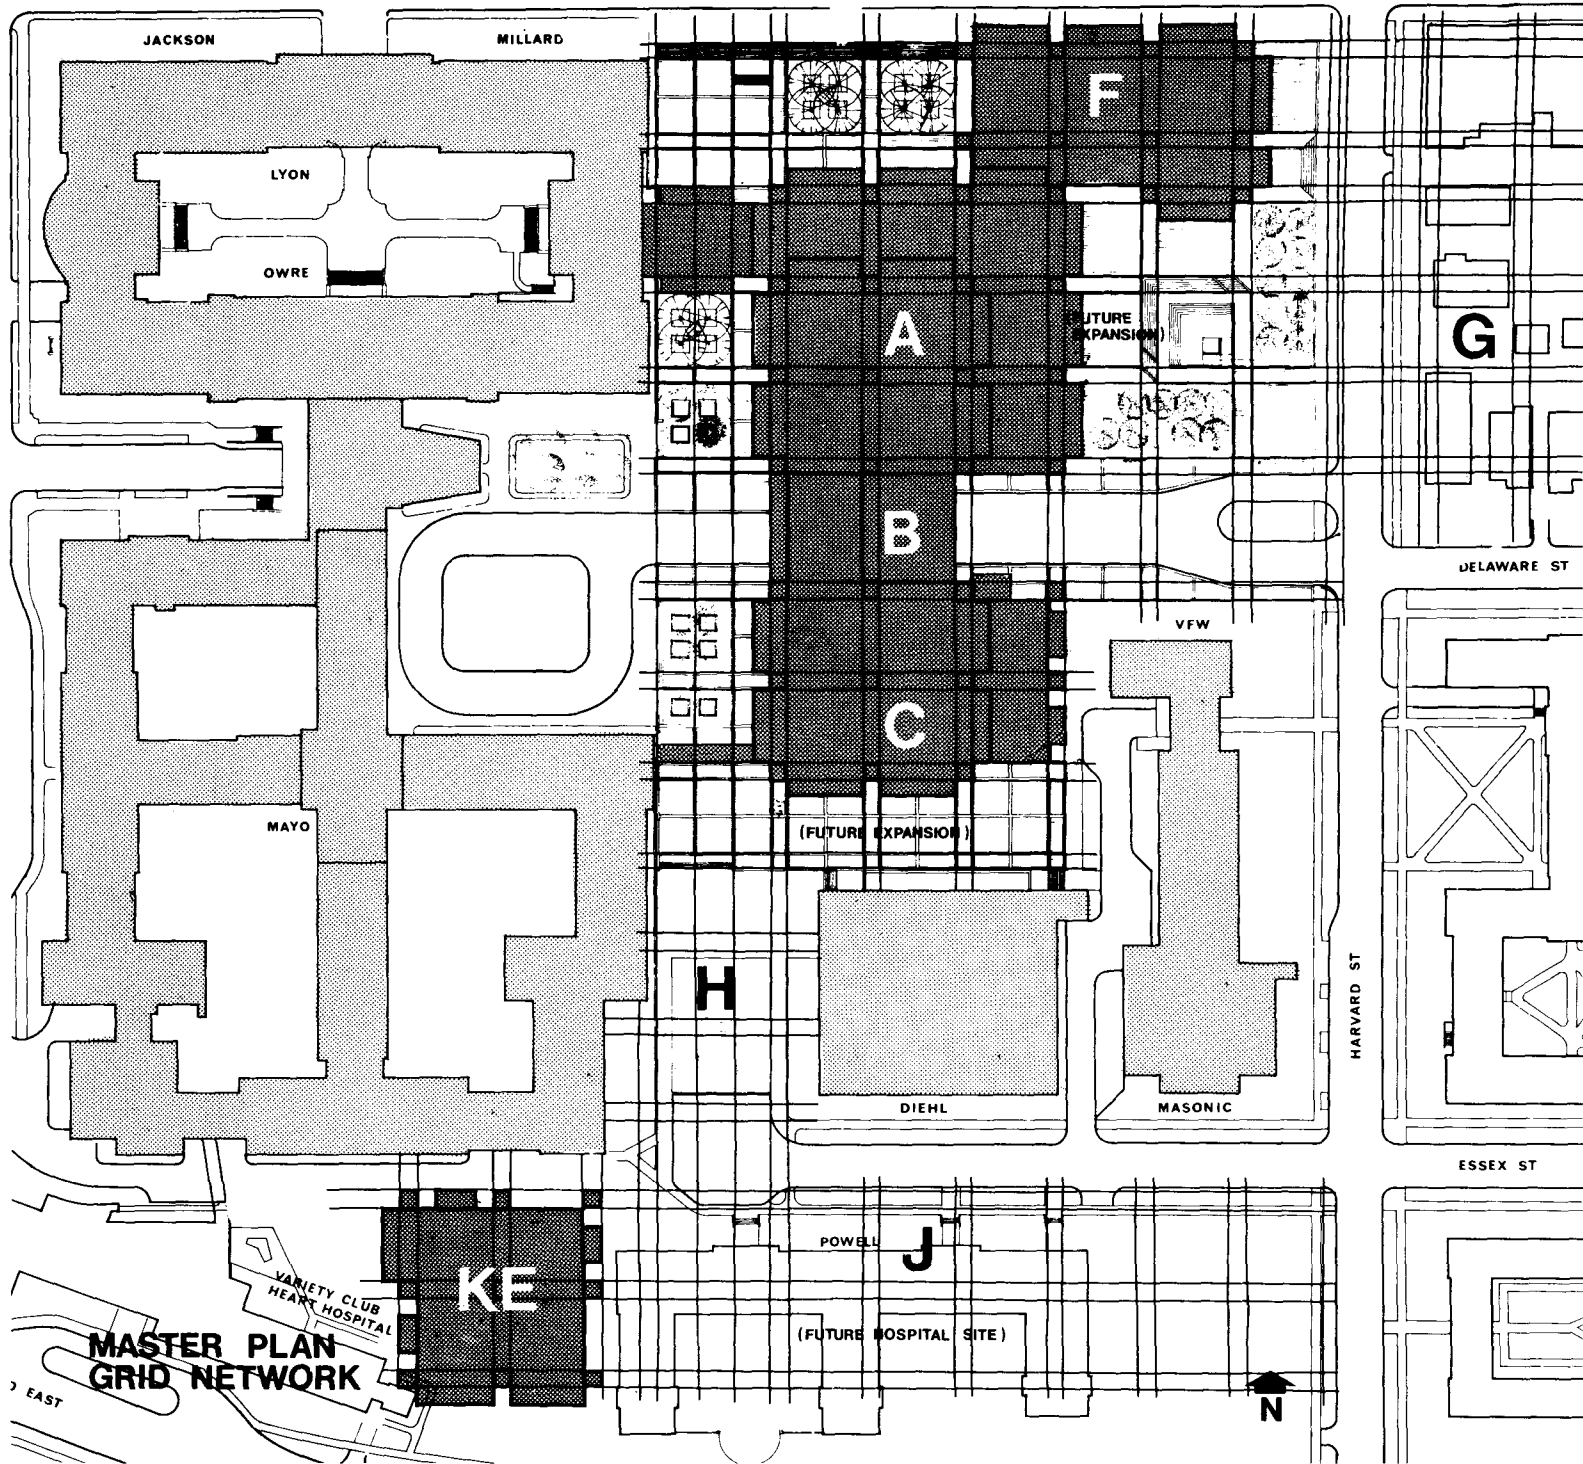 JACKSON
MILLARD
F
LYON
OWRE
A
(FUTURE
EXPANSION)
G
B
DELAWARE ST
VFW
C
MAYO
(FUTURE EXPANSION)
H
HARVARD ST
DIEHL
MASONIC
ESSEX ST
POWELL
J
KE
VARIETY CLUB
HEART HOSPITAL
(FUTURE HOSPITAL SITE)
MASTER PLAN
GRID NETWORK
EAST
N